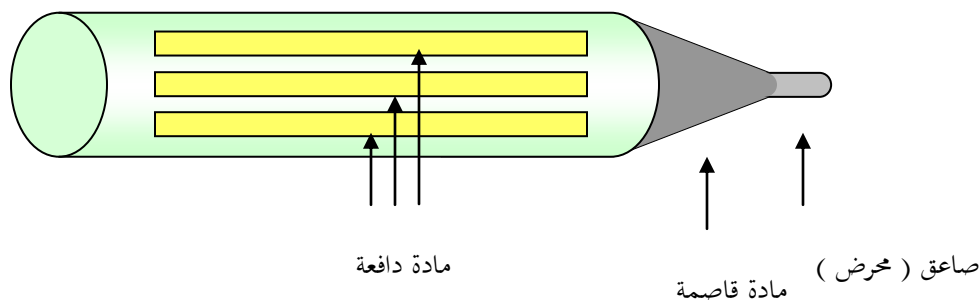 صاعق ( محرض )
مادة دافعة
مادة قاصمة